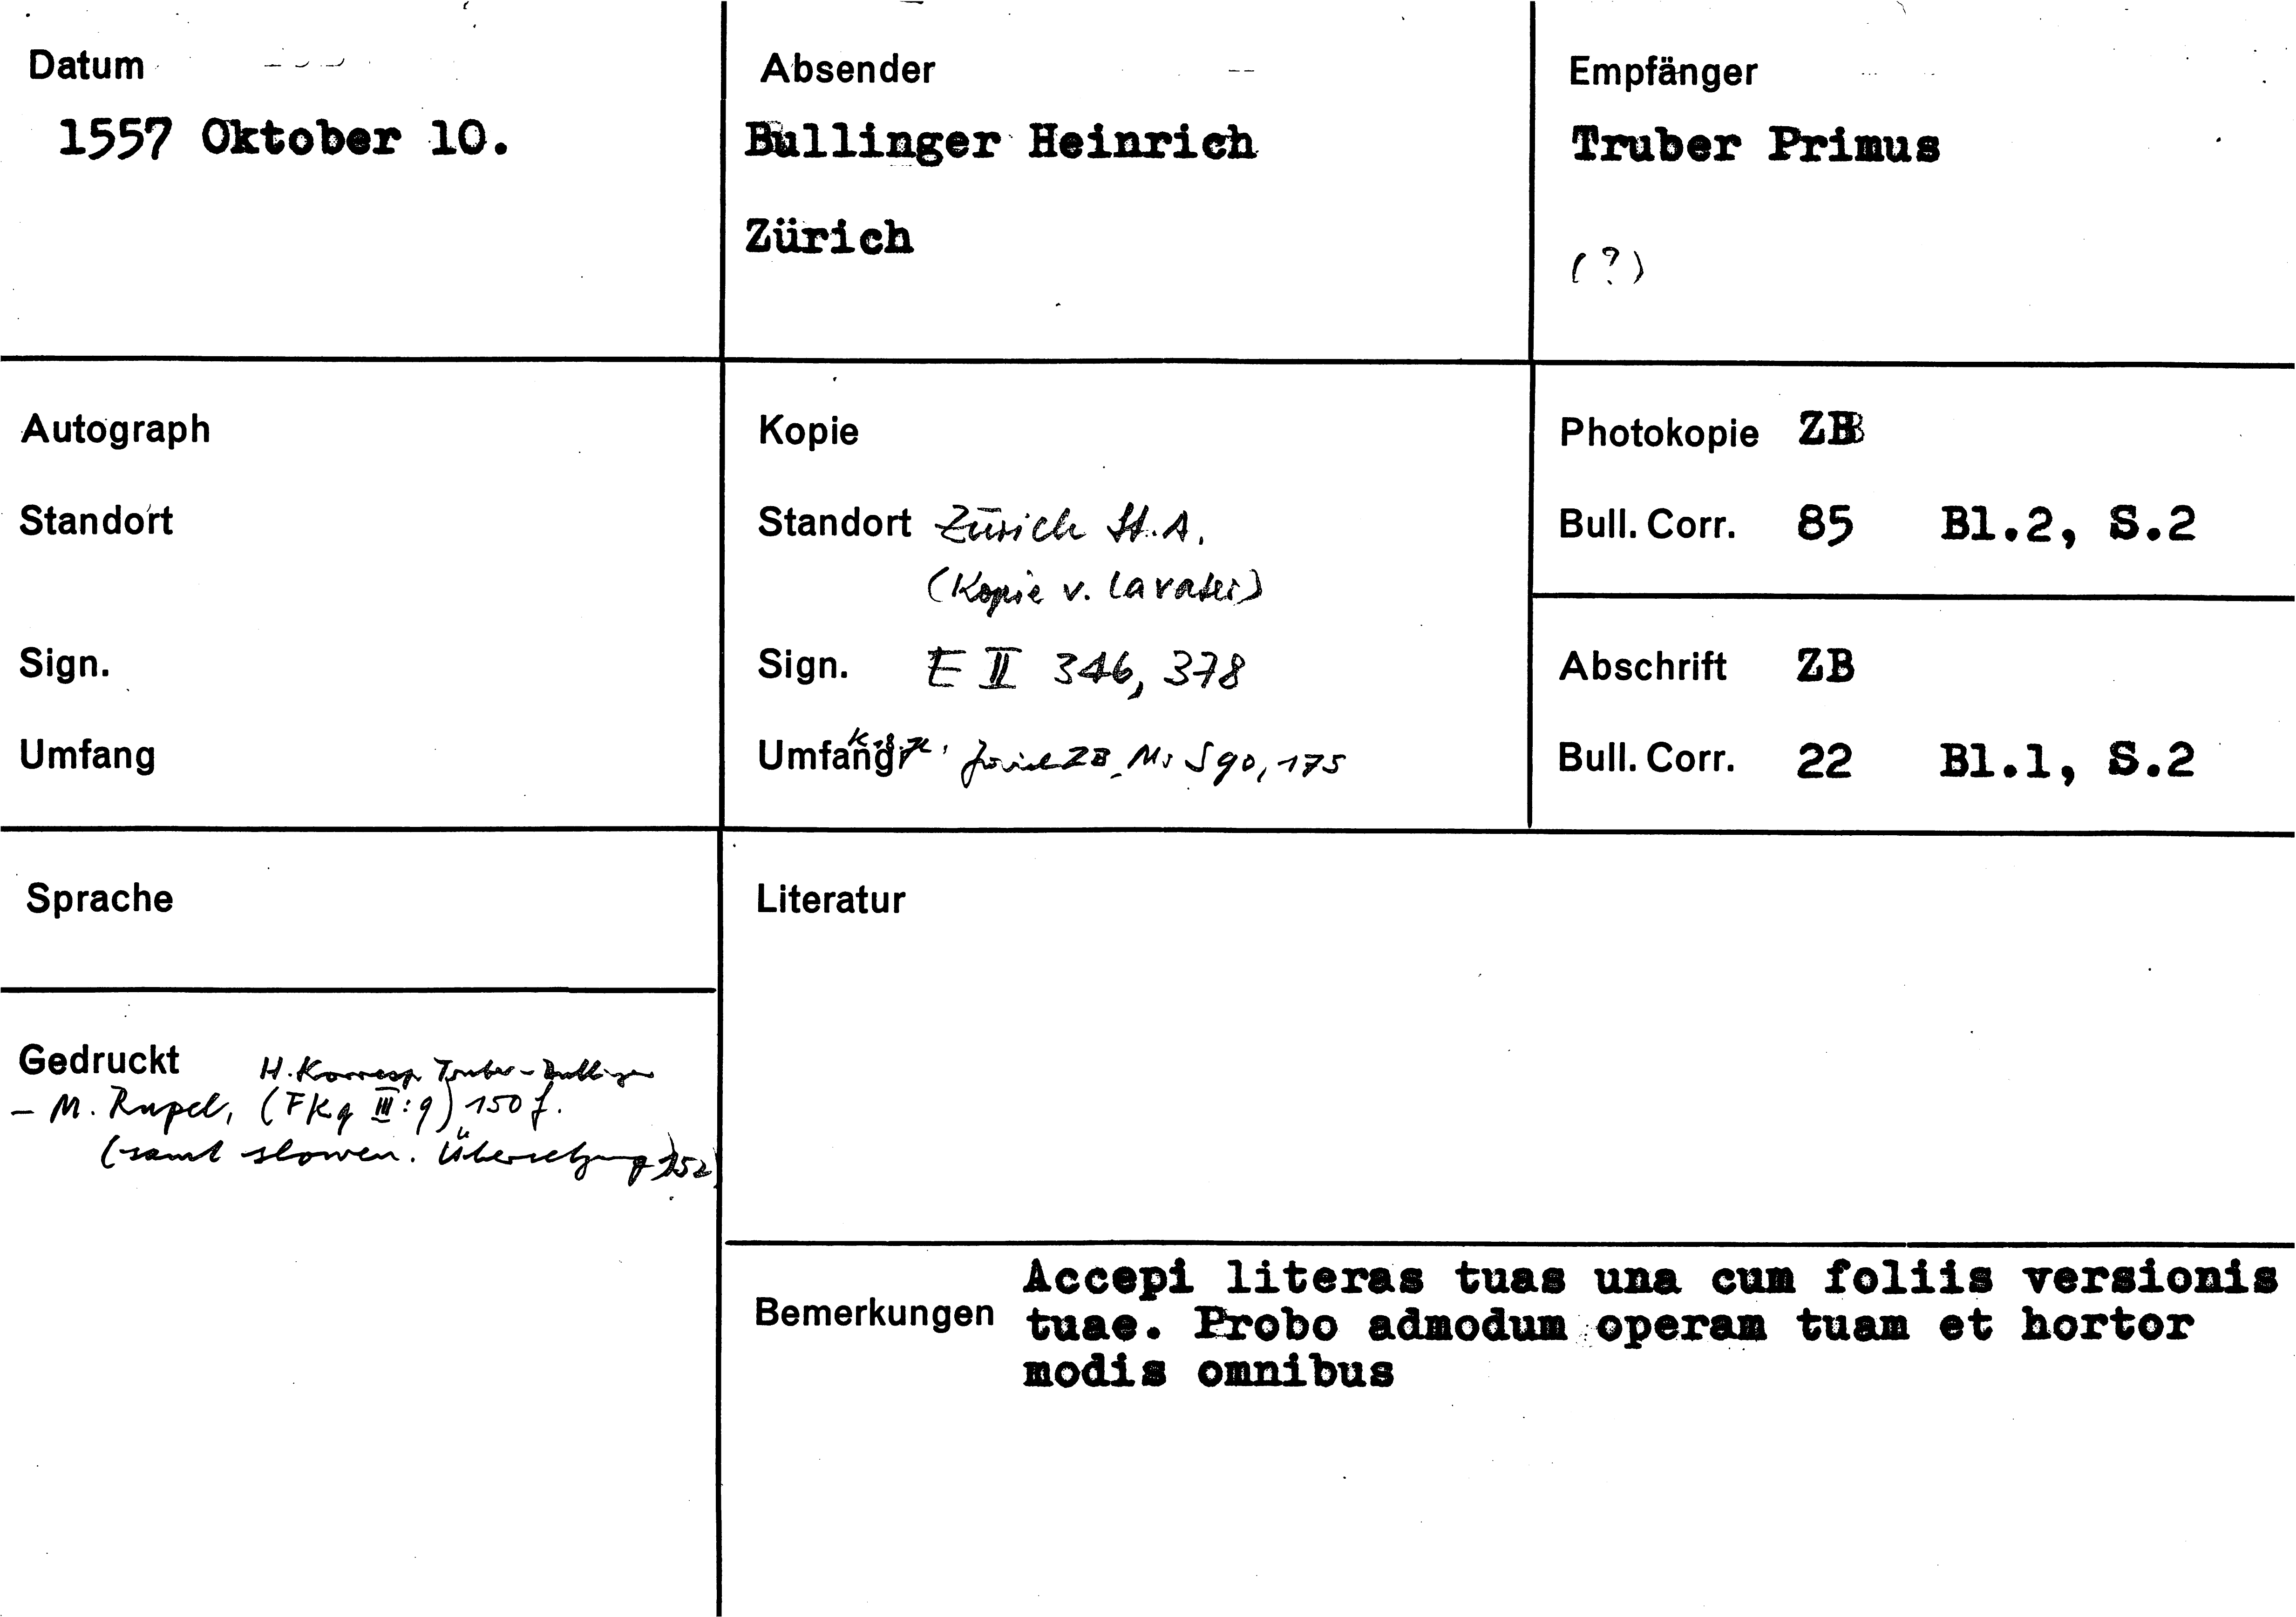 Datum
1557 Oktober 10.
Absender
Bullinger Heinrich
Zürich
Empfänger
Truber Primus
(?)
Autograph
Standort
Sign.
Umfang
Kopie
Standort Zürich St.A.
(Kopie v. Lavater)
Sign. E II 346, 378
Umfang ZB, Ms S 90, 175
Photokopie ZB
Bull. Corr. 85 Bl.2, S.2
Abschrift ZB
Bull. Corr. 22 Bl.1, S.2
Sprache
Gedruckt H. Korresp. Truber-Bullinger
- M. Rupel, (FKg III:9) 150 f.
(samt slowen. Übersetzung 152)
Literatur
Bemerkungen
Accepi literas tuas una cum foliis versionis
tuae. Probo admodum operam tuam et hortor
modis omnibus